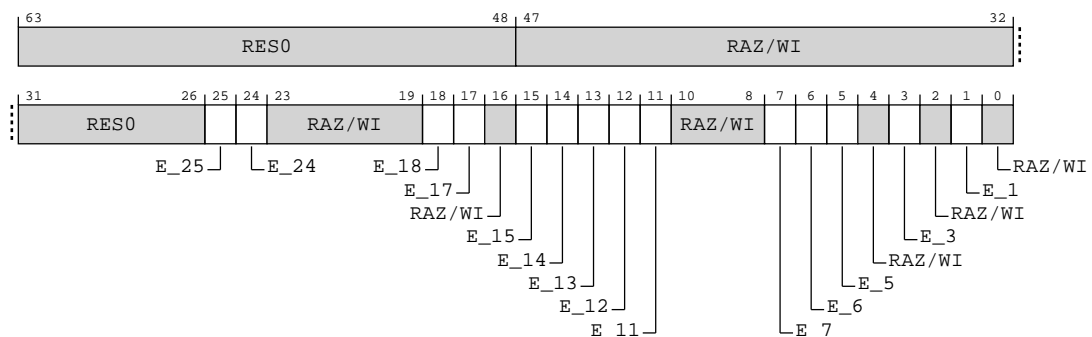 63 48 47 32
RES0 RAZ/WI
31 26 25 24 23 19 18 17 16 15 14 13 12 11 10 8 7 6 5 4 3 2 1 0
RES0 RAZ/WI RAZ/WI
E_25 E_24 E_18 RAZ/WI
E_17 E_1
RAZ/WI RAZ/WI
E_15 E_3
E_14 RAZ/WI
E_13 E_5
E_12 E_6
E 11 E 7